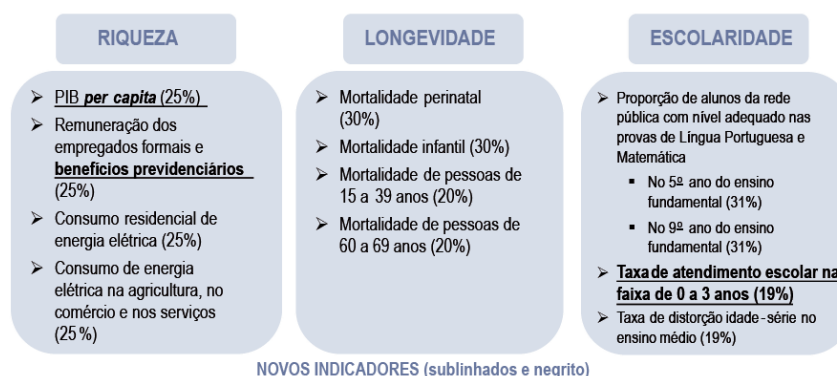 RIQUEZA
➢ PIB per capita (25%)
➢ Remuneração dos
empregados formais e
benefícios previdenciários
(25%)
➢ Consumo residencial de
energia elétrica (25%)
➢ Consumo de energia
elétrica na agricultura, no
comércio e nos serviços
(25%)
LONGEVIDADE
➢ Mortalidade perinatal
(30%)
➢ Mortalidade infantil (30%)
➢ Mortalidade de pessoas de
15 a 39 anos (20%)
➢ Mortalidade de pessoas de
60 a 69 anos (20%)
ESCOLARIDADE
➢ Proporção de alunos da rede
pública com nível adequado nas
provas de Língua Portuguesa e
Matemática
▪ No 5º ano do ensino
fundamental (31%)
▪ No 9º ano do ensino
fundamental (31%)
➢ Taxa de atendimento escolar na
faixa de 0 a 3 anos (19%)
➢ Taxa de distorção idade-série no
ensino médio (19%)
NOVOS INDICADORES (sublinhados e negrito)